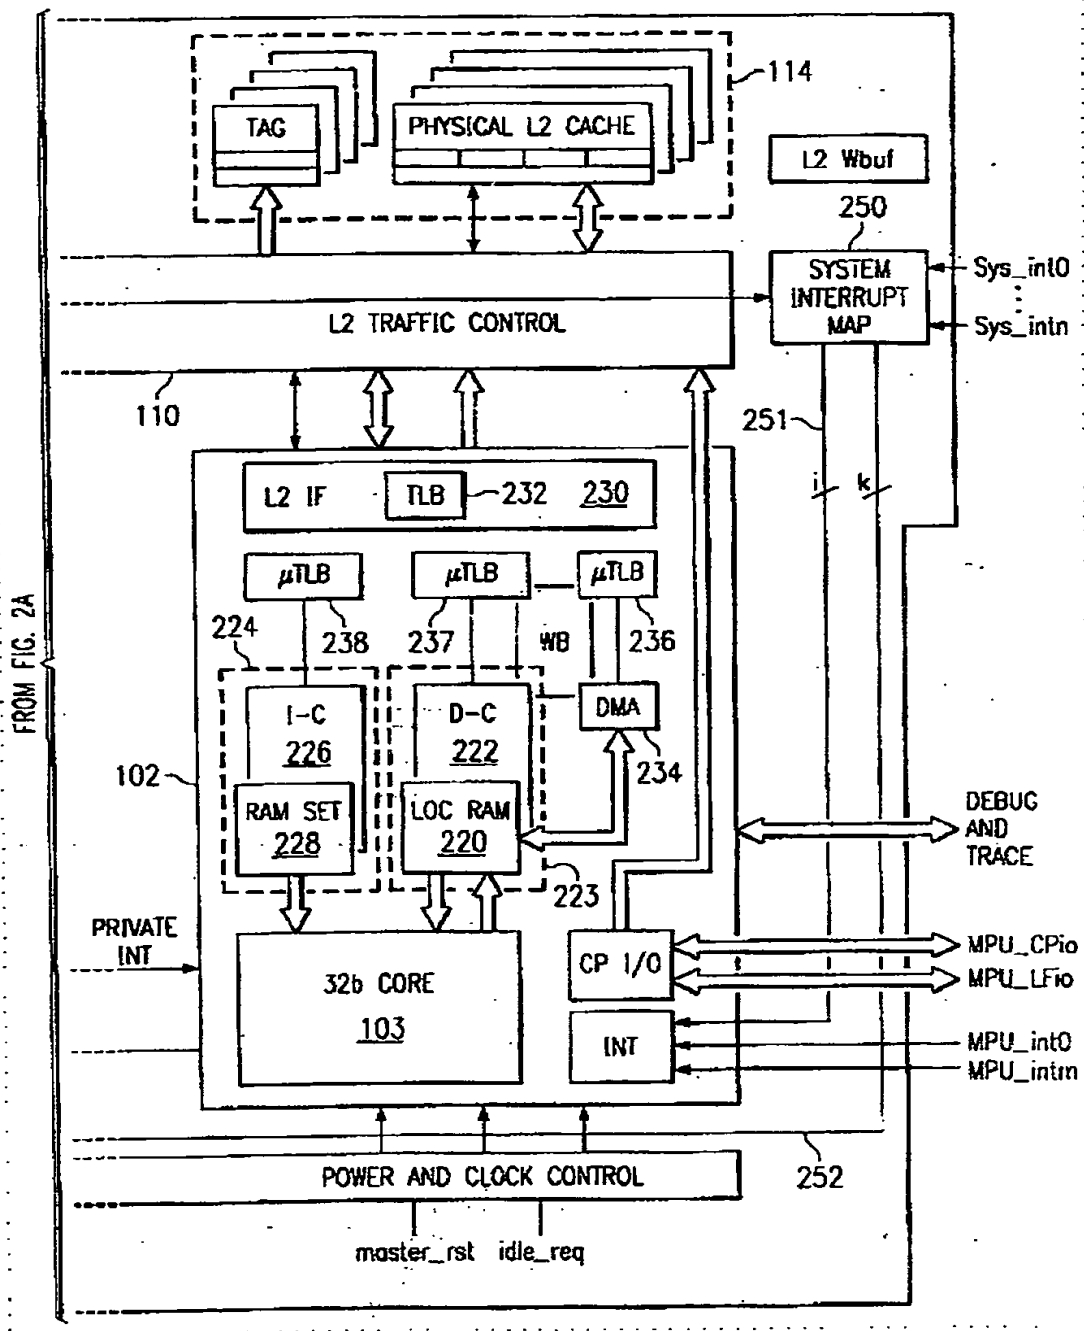 114
TAG
PHYSICAL L2 CACHE
L2 Wbuf
250
SYSTEM
INTERRUPT
MAP
Sys_int0
Sys_intn
L2 TRAFFIC CONTROL
110
251
i
k
L2 IF
TLB
232
230
μTLB
μTLB
μTLB
238
237
WB
236
FROM FIG. 2A
224
I-C
226
D-C
222
DMA
234
102
RAM SET
228
LOC RAM
220
223
DEBUG
AND
TRACE
PRIVATE
INT
32b CORE
103
CP I/O
MPU_CPio
MPU_LFio
INT
MPU_int0
MPU_intm
POWER AND CLOCK CONTROL
252
master_rst
idle_req